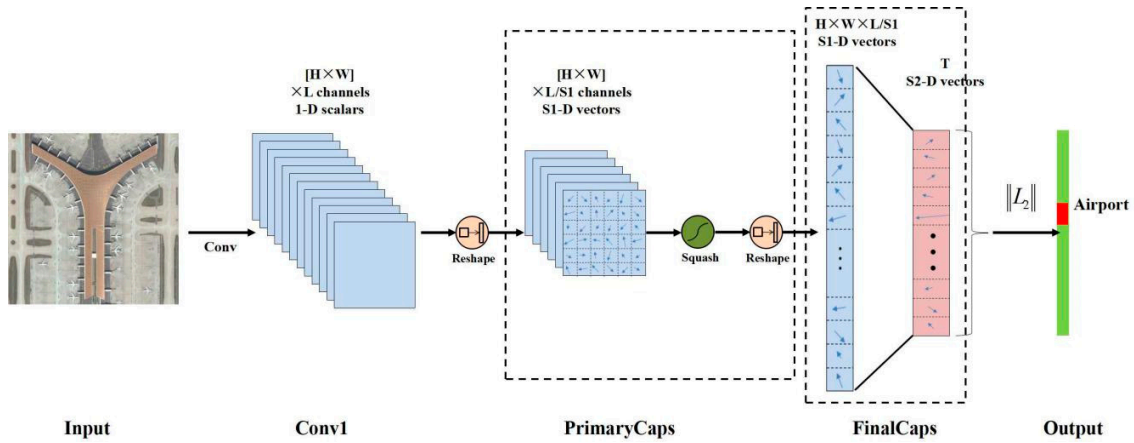 [H×W]
×L channels
1-D scalars
[H×W]
×L/S1 channels
S1-D vectors
H×W×L/S1
S1-D vectors
T
S2-D vectors
‖L₂‖
Airport
Conv
Reshape
Squash
Reshape
Input
Conv1
PrimaryCaps
FinalCaps
Output